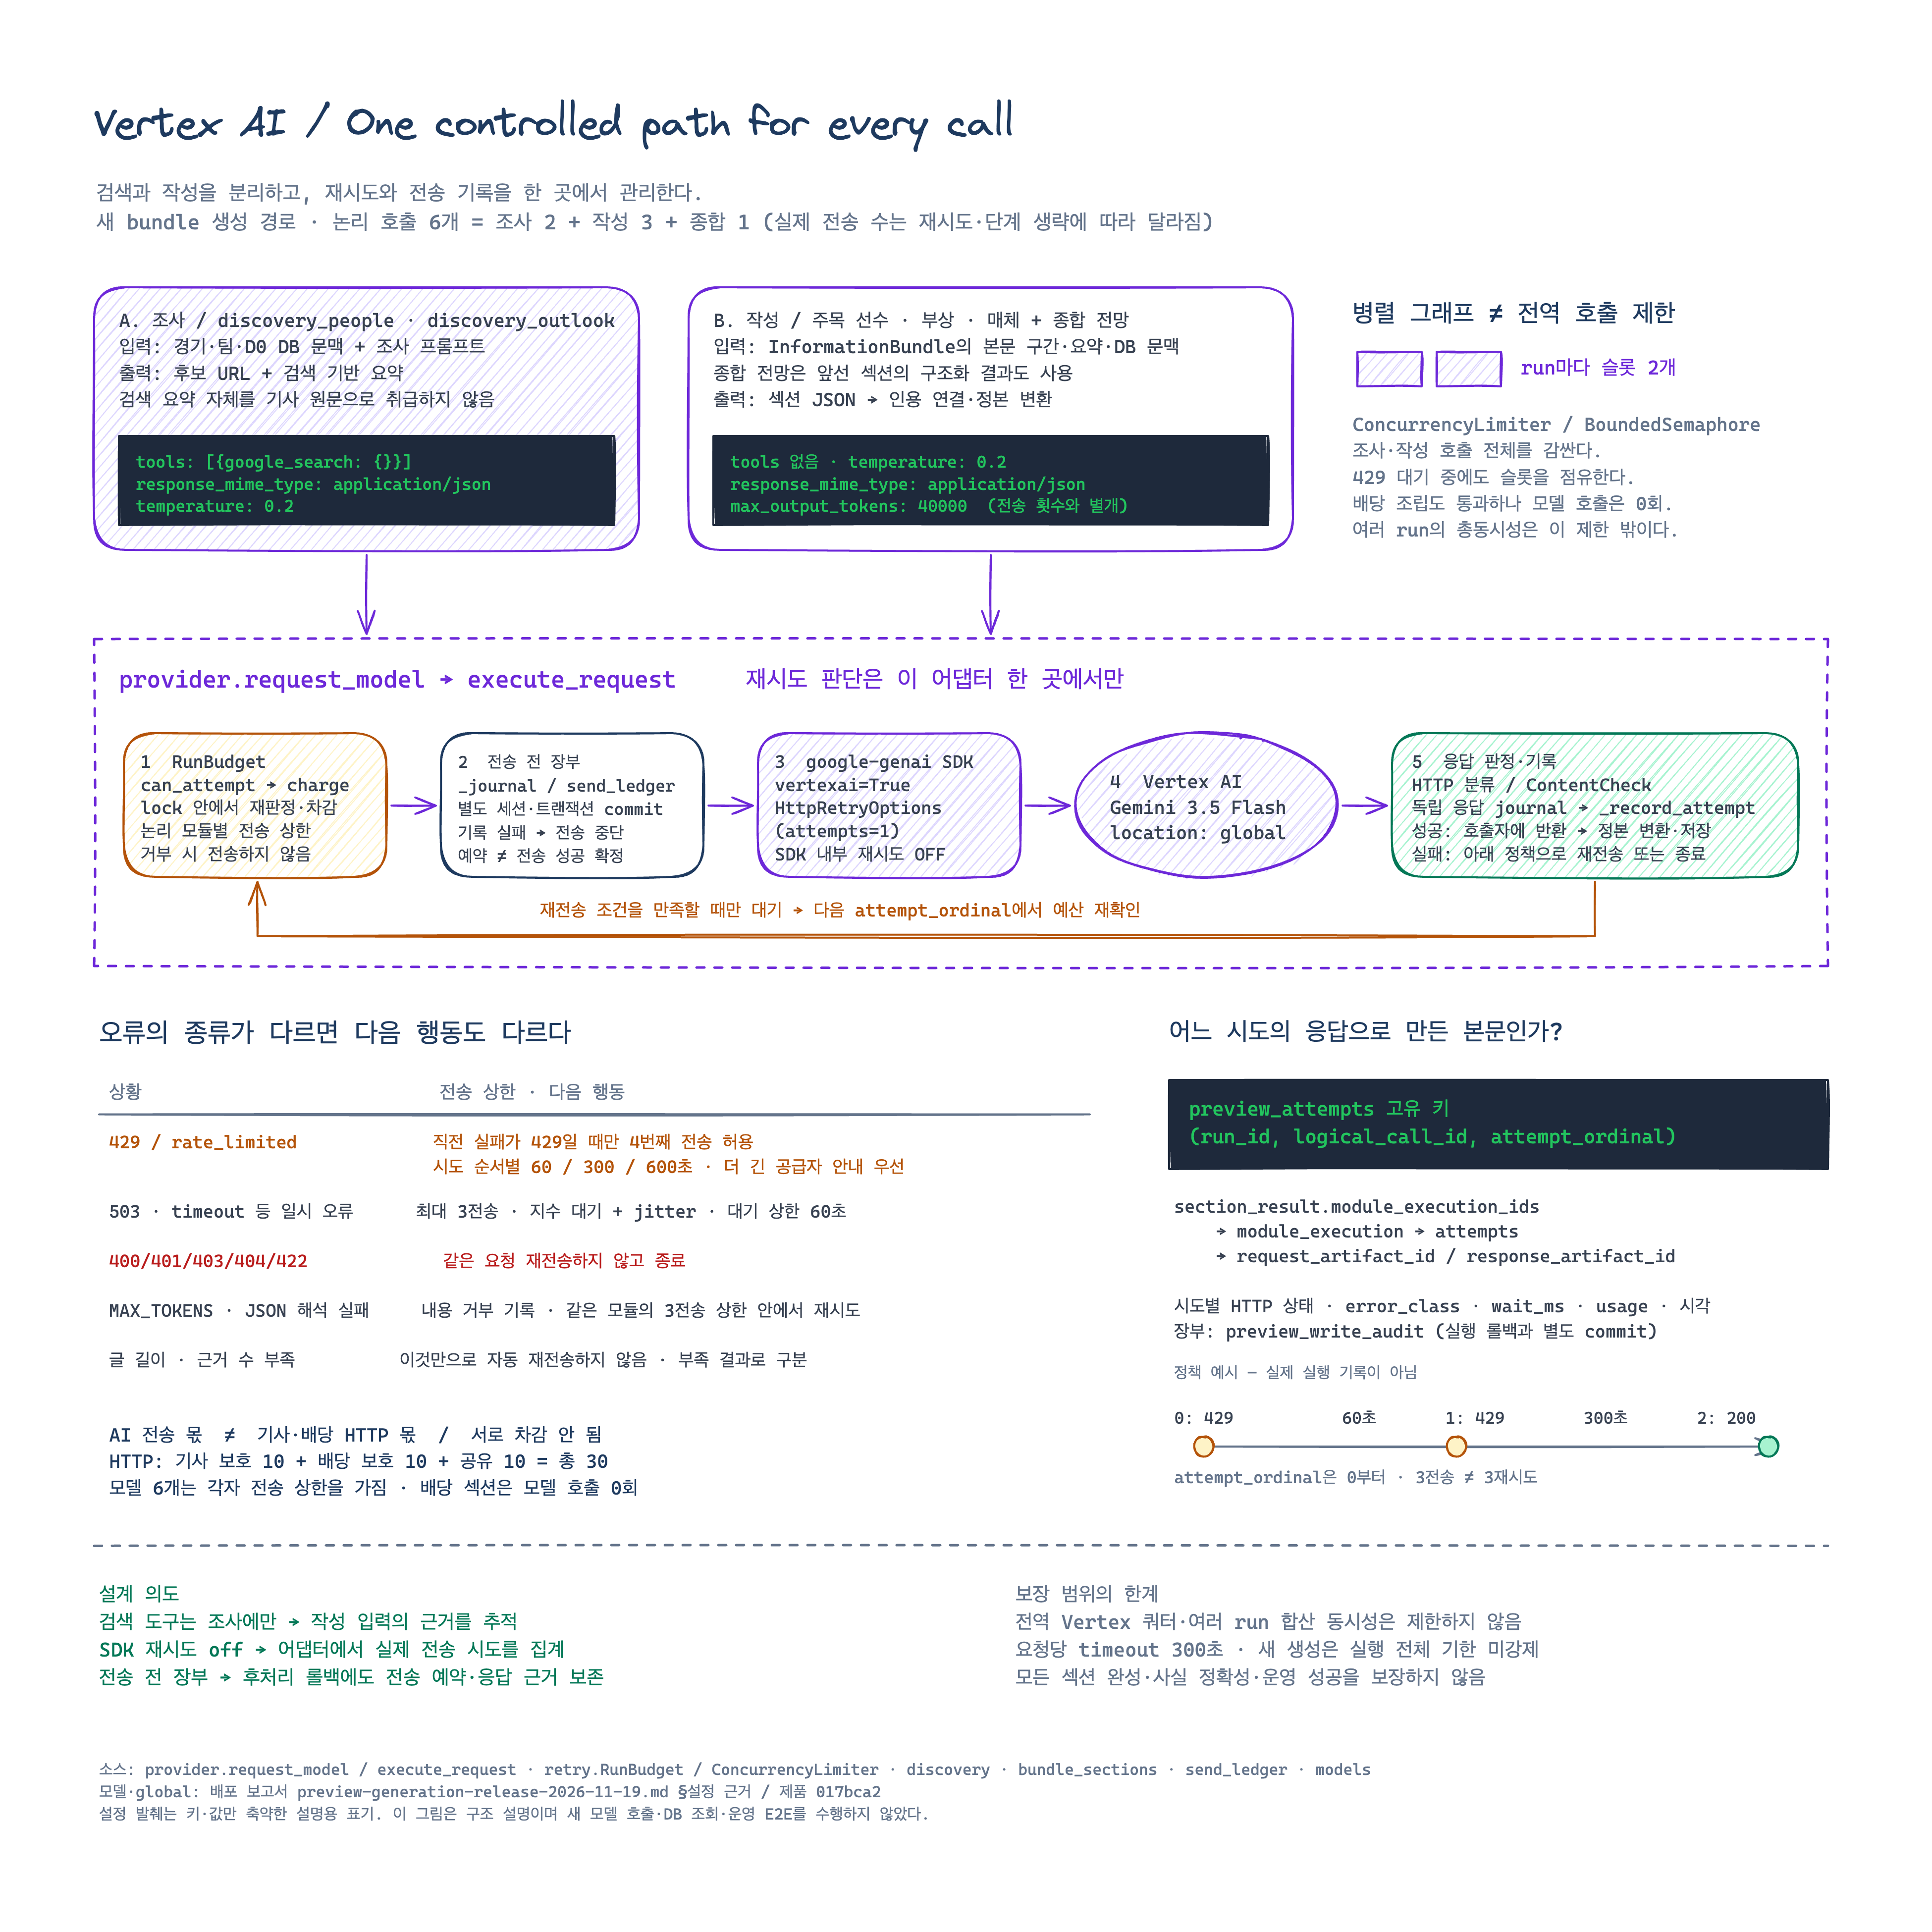 Vertex AI / One controlled path for every call
검색과 작성을 분리하고, 재시도와 전송 기록을 한 곳에서 관리한다.
새 bundle 생성 경로 · 논리 호출 6개 = 조사 2 + 작성 3 + 종합 1 (실제 전송 수는 재시도·단계 생략에 따라 달라짐)
A. 조사 / discovery_people · discovery_outlook
입력: 경기·팀·D0 DB 문맥 + 조사 프롬프트
출력: 후보 URL + 검색 기반 요약
검색 요약 자체를 기사 원문으로 취급하지 않음
tools: [{google_search: {}}]
response_mime_type: application/json
temperature: 0.2
B. 작성 / 주목 선수 · 부상 · 매체 + 종합 전망
입력: InformationBundle의 본문 구간·요약·DB 문맥
종합 전망은 앞선 섹션의 구조화 결과도 사용
출력: 섹션 JSON → 인용 연결·정본 변환
tools 없음 · temperature: 0.2
response_mime_type: application/json
max_output_tokens: 40000 (전송 횟수와 별개)
병렬 그래프 ≠ 전역 호출 제한
run마다 슬롯 2개
ConcurrencyLimiter / BoundedSemaphore
조사·작성 호출 전체를 감싼다.
429 대기 중에도 슬롯을 점유한다.
배당 조립도 통과하나 모델 호출은 0회.
여러 run의 총동시성은 이 제한 밖이다.
provider.request_model → execute_request
재시도 판단은 이 어댑터 한 곳에서만
1 RunBudget
can_attempt → charge
lock 안에서 재판정·차감
논리 모듈별 전송 상한
거부 시 전송하지 않음
2 전송 전 장부
_journal / send_ledger
별도 세션·트랜잭션 commit
기록 실패 → 전송 중단
예약 ≠ 전송 성공 확정
3 google-genai SDK
vertexai=True
HttpRetryOptions
(attempts=1)
SDK 내부 재시도 OFF
4 Vertex AI
Gemini 3.5 Flash
location: global
5 응답 판정·기록
HTTP 분류 / ContentCheck
독립 응답 journal → _record_attempt
성공: 호출자에 반환 → 정본 변환·저장
실패: 아래 정책으로 재전송 또는 종료
재전송 조건을 만족할 때만 대기 → 다음 attempt_ordinal에서 예산 재확인
오류의 종류가 다르면 다음 행동도 다르다
상황 전송 상한 · 다음 행동
429 / rate_limited 직전 실패가 429일 때만 4번째 전송 허용
시도 순서별 60 / 300 / 600초 · 더 긴 공급자 안내 우선
503 · timeout 등 일시 오류 최대 3전송 · 지수 대기 + jitter · 대기 상한 60초
400/401/403/404/422 같은 요청 재전송하지 않고 종료
MAX_TOKENS · JSON 해석 실패 내용 거부 기록 · 같은 모듈의 3전송 상한 안에서 재시도
글 길이 · 근거 수 부족 이것만으로 자동 재전송하지 않음 · 부족 결과로 구분
AI 전송 몫 ≠ 기사·배당 HTTP 몫 / 서로 차감 안 됨
HTTP: 기사 보호 10 + 배당 보호 10 + 공유 10 = 총 30
모델 6개는 각자 전송 상한을 가짐 · 배당 섹션은 모델 호출 0회
어느 시도의 응답으로 만든 본문인가?
preview_attempts 고유 키
(run_id, logical_call_id, attempt_ordinal)
section_result.module_execution_ids
→ module_execution → attempts
→ request_artifact_id / response_artifact_id
시도별 HTTP 상태 · error_class · wait_ms · usage · 시각
장부: preview_write_audit (실행 롤백과 별도 commit)
정책 예시 — 실제 실행 기록이 아님
0: 429 60초 1: 429 300초 2: 200
attempt_ordinal은 0부터 · 3전송 ≠ 3재시도
설계 의도
검색 도구는 조사에만 → 작성 입력의 근거를 추적
SDK 재시도 off → 어댑터에서 실제 전송 시도를 집계
전송 전 장부 → 후처리 롤백에도 전송 예약·응답 근거 보존
보장 범위의 한계
전역 Vertex 쿼터·여러 run 합산 동시성은 제한하지 않음
요청당 timeout 300초 · 새 생성은 실행 전체 기한 미강제
모든 섹션 완성·사실 정확성·운영 성공을 보장하지 않음
소스: provider.request_model / execute_request · retry.RunBudget / ConcurrencyLimiter · discovery · bundle_sections · send_ledger · models
모델·global: 배포 보고서 preview-generation-release-2026-11-19.md §설정 근거 / 제품 017bca2
설정 발췌는 키·값만 축약한 설명용 표기. 이 그림은 구조 설명이며 새 모델 호출·DB 조회·운영 E2E를 수행하지 않았다.